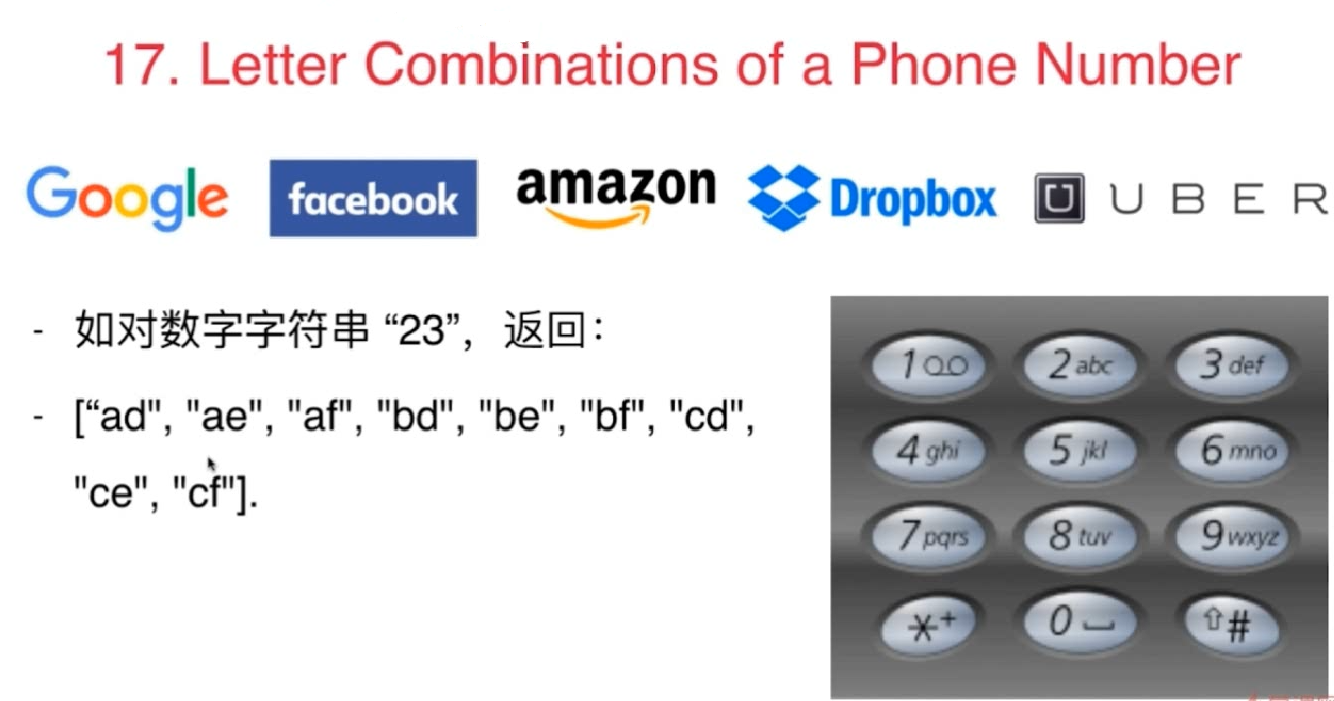 17. Letter Combinations of a Phone Number
Google facebook amazon Dropbox U UBER
- 如对数字字符串 “23”，返回：
- [“ad", "ae", "af", "bd", "be", "bf", "cd",
"ce", "cf"].
1 2 abc 3 def
4 ghi 5 jkl 6 mno
7 pqrs 8 tuv 9 wxyz
*+ 0 ⇧#